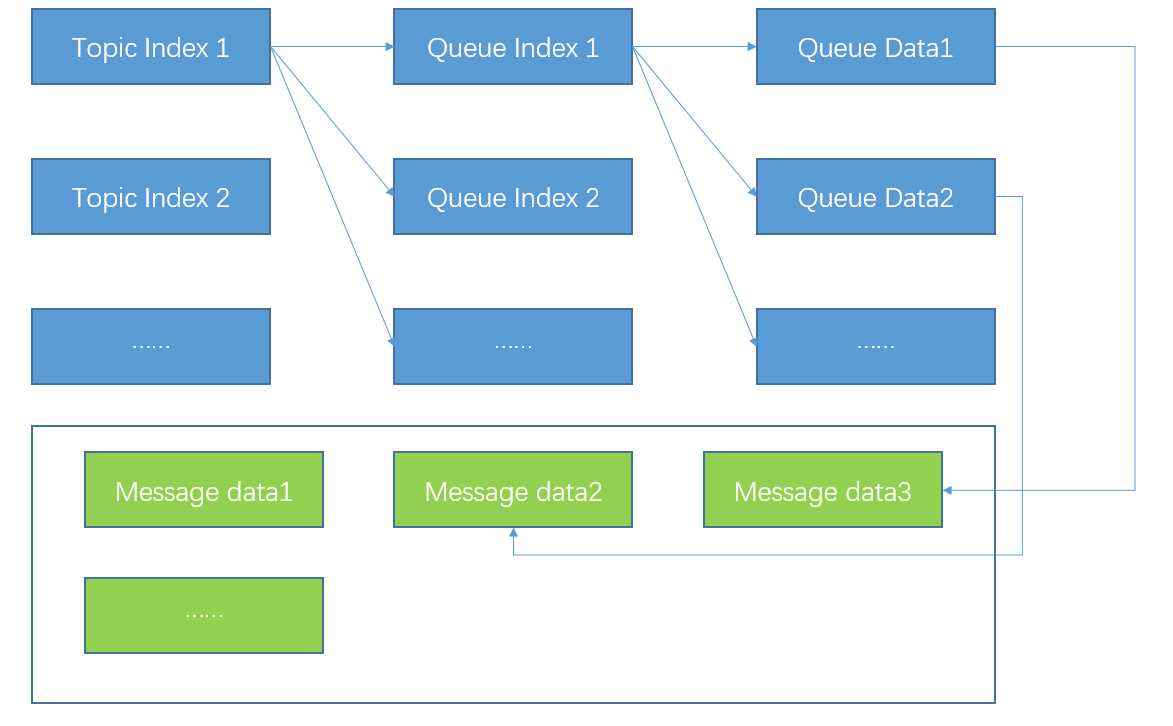 Topic Index 1
Queue Index 1
Queue Data1
Topic Index 2
Queue Index 2
Queue Data2
……
……
……
Message data1
Message data2
Message data3
……